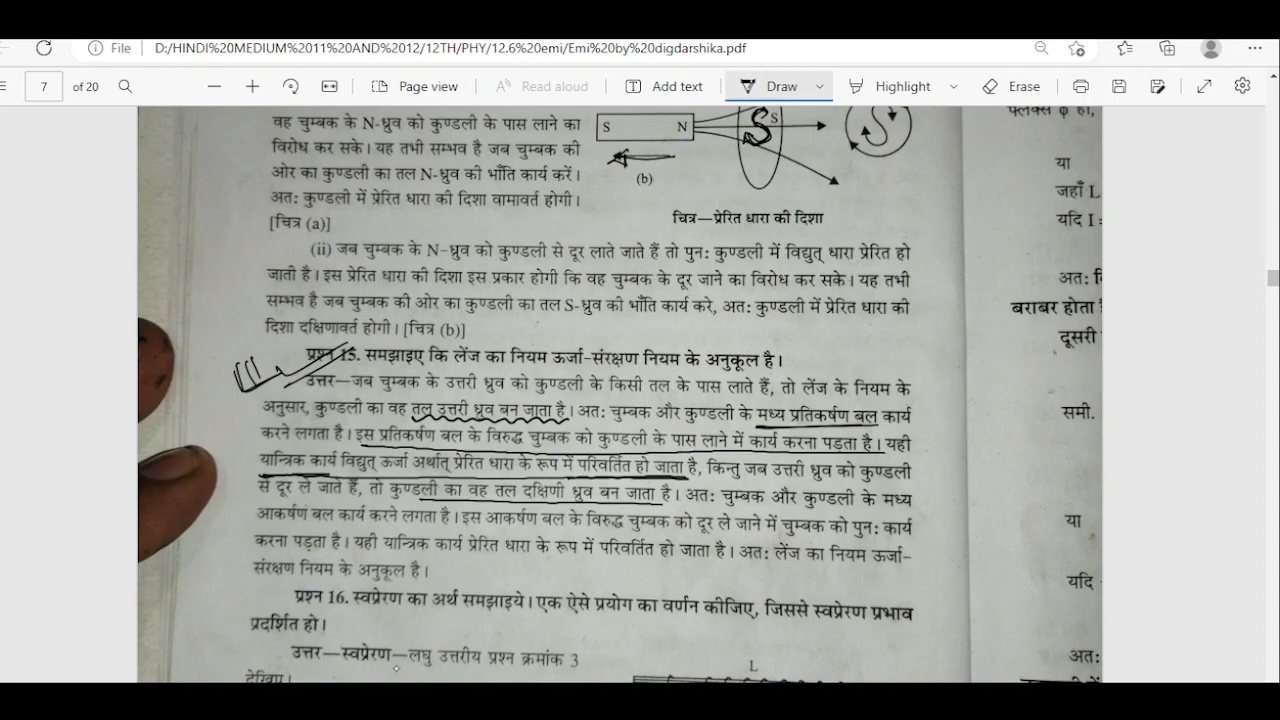 File D:/HINDI%20MEDIUM%2011%20AND%2012/12TH/PHY/12.6%20emi/Emi%20by%20digdarshika.pdf
7 of 20 Page view Read aloud Add text Draw Highlight Erase
वह चुम्बक के N-ध्रुव को कुण्डली के पास लाने का
विरोध कर सके। यह तभी सम्भव है जब चुम्बक की
ओर का कुण्डली का तल N-ध्रुव की भाँति कार्य करें।
अतः कुण्डली में प्रेरित धारा की दिशा वामावर्त होगी।
[चित्र (a)]
S N S S S
(b)
चित्र—प्रेरित धारा की दिशा
(ii) जब चुम्बक के N-ध्रुव को कुण्डली से दूर लाते जाते हैं तो पुनः कुण्डली में विद्युत् धारा प्रेरित हो
जाती है। इस प्रेरित धारा की दिशा इस प्रकार होगी कि वह चुम्बक के दूर जाने का विरोध कर सके। यह तभी
सम्भव है जब चुम्बक की ओर का कुण्डली का तल S-ध्रुव की भाँति कार्य करे, अतः कुण्डली में प्रेरित धारा की
दिशा दक्षिणावर्त होगी। [चित्र (b)]
प्रश्न 15. समझाइए कि लेंज का नियम ऊर्जा-संरक्षण नियम के अनुकूल है।
उत्तर—जब चुम्बक के उत्तरी ध्रुव को कुण्डली के किसी तल के पास लाते हैं, तो लेंज के नियम के
अनुसार, कुण्डली का वह तल उत्तरी ध्रुव बन जाता है। अतः चुम्बक और कुण्डली के मध्य प्रतिकर्षण बल कार्य
करने लगता है। इस प्रतिकर्षण बल के विरुद्ध चुम्बक को कुण्डली के पास लाने में कार्य करना पड़ता है। यही
यान्त्रिक कार्य विद्युत् ऊर्जा अर्थात् प्रेरित धारा के रूप में परिवर्तित हो जाता है, किन्तु जब उत्तरी ध्रुव को कुण्डली
से दूर ले जाते हैं, तो कुण्डली का वह तल दक्षिणी ध्रुव बन जाता है। अतः चुम्बक और कुण्डली के मध्य
आकर्षण बल कार्य करने लगता है। इस आकर्षण बल के विरुद्ध चुम्बक को दूर ले जाने में चुम्बक को पुनः कार्य
करना पड़ता है। यही यान्त्रिक कार्य प्रेरित धारा के रूप में परिवर्तित हो जाता है। अतः लेंज का नियम ऊर्जा-
संरक्षण नियम के अनुकूल है।
प्रश्न 16. स्वप्रेरण का अर्थ समझाइये। एक ऐसे प्रयोग का वर्णन कीजिए, जिससे स्वप्रेरण प्रभाव
प्रदर्शित हो।
उत्तर—स्वप्रेरण—लघु उत्तरीय प्रश्न क्रमांक 3
देखिए।
L
फ्लक्स ϕ हो,
या
जहाँ L
यदि I =
अतः
बराबर होता
दूसरी
समी.
या
यदि
अतः